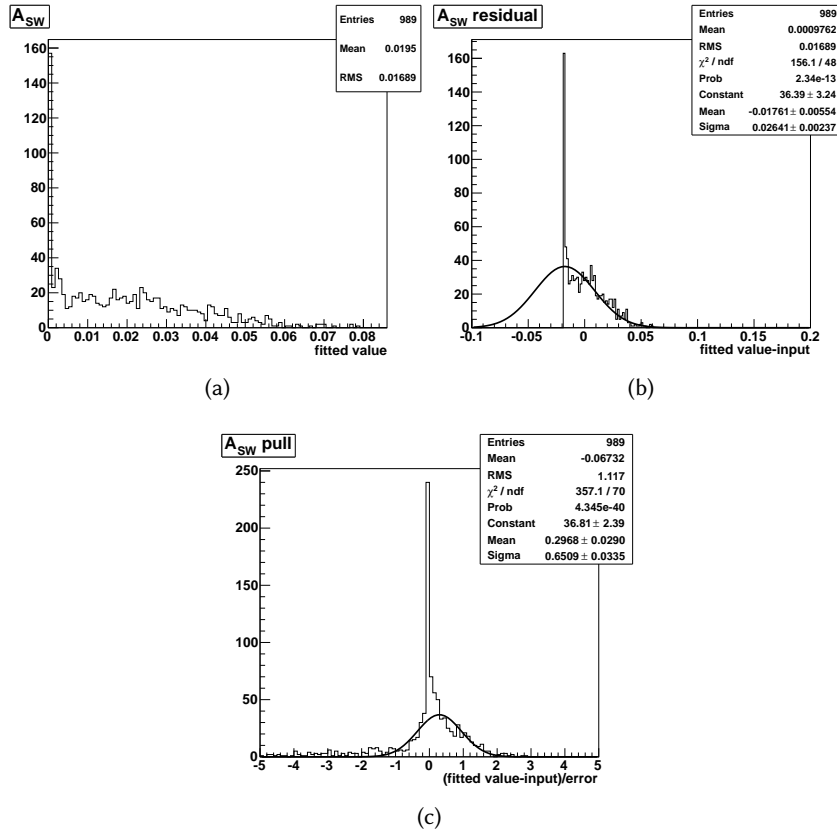 A_SW
Entries 989
Mean 0.0195
RMS 0.01689
160
140
120
100
80
60
40
20
0
0 0.01 0.02 0.03 0.04 0.05 0.06 0.07 0.08
fitted value
(a)
A_SW residual
Entries 989
Mean 0.0009762
RMS 0.01689
χ² / ndf 156.1 / 48
Prob 2.34e-13
Constant 36.39 ± 3.24
Mean -0.01761 ± 0.00554
Sigma 0.02641 ± 0.00237
160
140
120
100
80
60
40
20
0
-0.1 -0.05 0 0.05 0.1 0.15 0.2
fitted value-input
(b)
A_SW pull
Entries 989
Mean -0.06732
RMS 1.117
χ² / ndf 357.1 / 70
Prob 4.345e-40
Constant 36.81 ± 2.39
Mean 0.2968 ± 0.0290
Sigma 0.6509 ± 0.0335
250
200
150
100
50
0
-5 -4 -3 -2 -1 0 1 2 3 4 5
(fitted value-input)/error
(c)